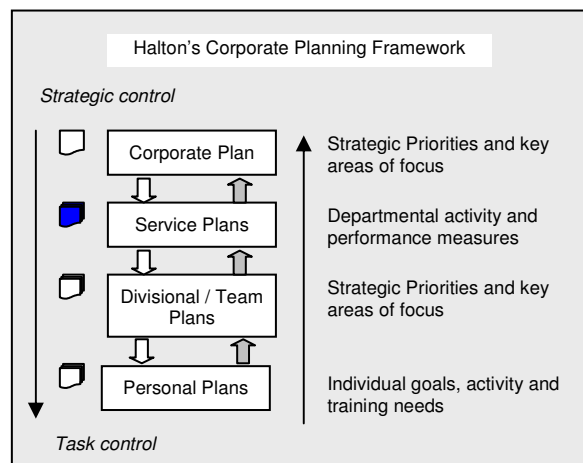 Halton's Corporate Planning Framework
Strategic control
Corporate Plan
Strategic Priorities and key
areas of focus
Service Plans
Departmental activity and
performance measures
Divisional / Team
Plans
Strategic Priorities and key
areas of focus
Personal Plans
Individual goals, activity and
training needs
Task control